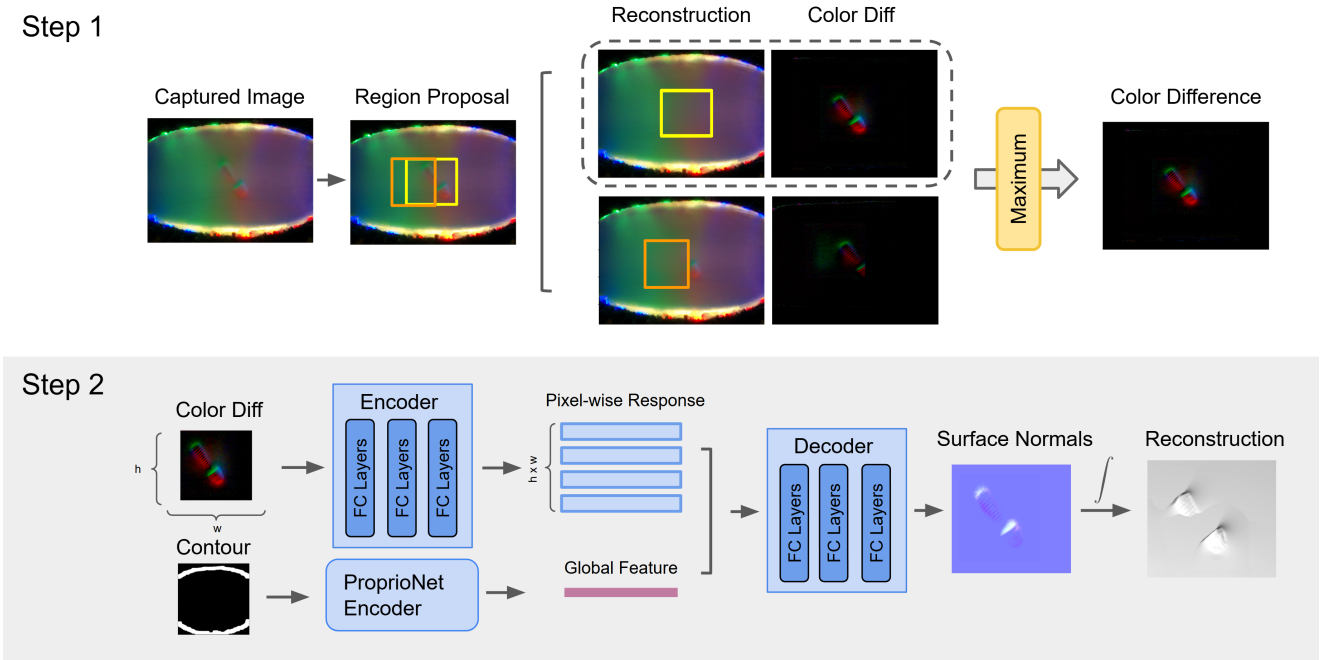 Step 1
Reconstruction
Color Diff
Captured Image
Region Proposal
Color Difference
Maximum
Step 2
Color Diff
h
w
Contour
Encoder
FC Layers
FC Layers
FC Layers
ProprioNet
Encoder
Pixel-wise Response
h x w
Global Feature
Decoder
FC Layers
FC Layers
FC Layers
Surface Normals
∫
Reconstruction